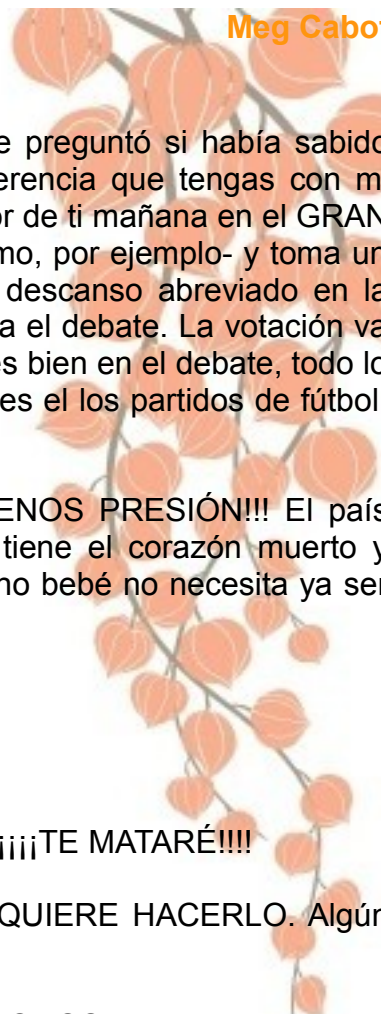 Meg Cabot
e preguntó si había sabido
erencia que tengas con m
or de ti mañana en el GRAN
mo, por ejemplo- y toma un
descanso abreviado en la
a el debate. La votación va
es bien en el debate, todo lo
es el los partidos de fútbol
ENOS PRESIÓN!!! El país
tiene el corazón muerto y
no bebé no necesita ya ser
¡¡¡¡TE MATARÉ!!!!
QUIERE HACERLO. Algún